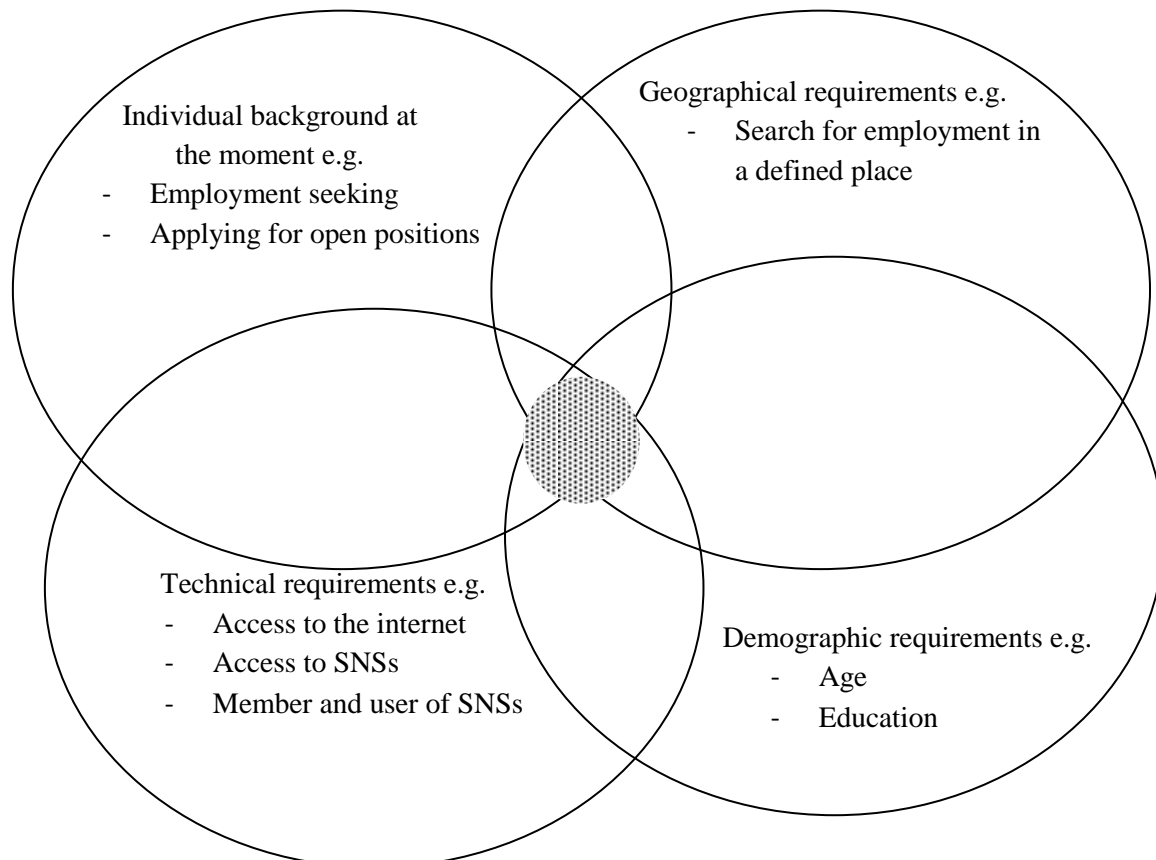 Individual background at
the moment e.g.
- Employment seeking
- Applying for open positions
Geographical requirements e.g.
- Search for employment in
a defined place
Technical requirements e.g.
- Access to the internet
- Access to SNSs
- Member and user of SNSs
Demographic requirements e.g.
- Age
- Education